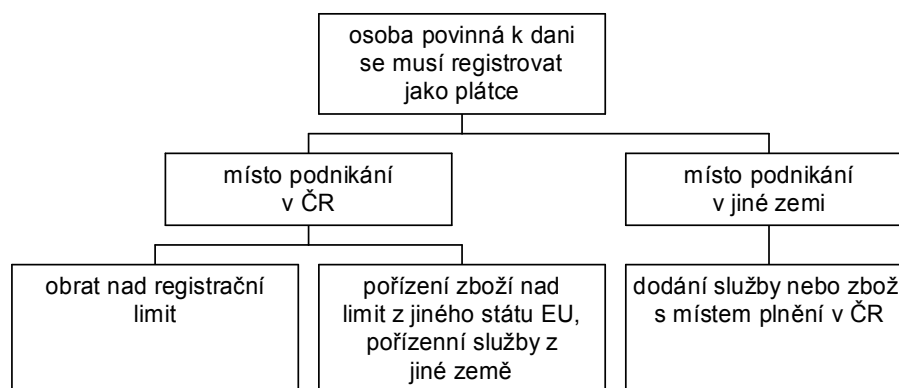 osoba povinná k dani
se musí registrovat
jako plátce
místo podnikání
v ČR
místo podnikání
v jiné zemi
obrat nad registrační
limit
pořízení zboží nad
limit z jiného státu EU,
pořízenní služby z
jiné země
dodání služby nebo zbož
s místem plnění v ČR